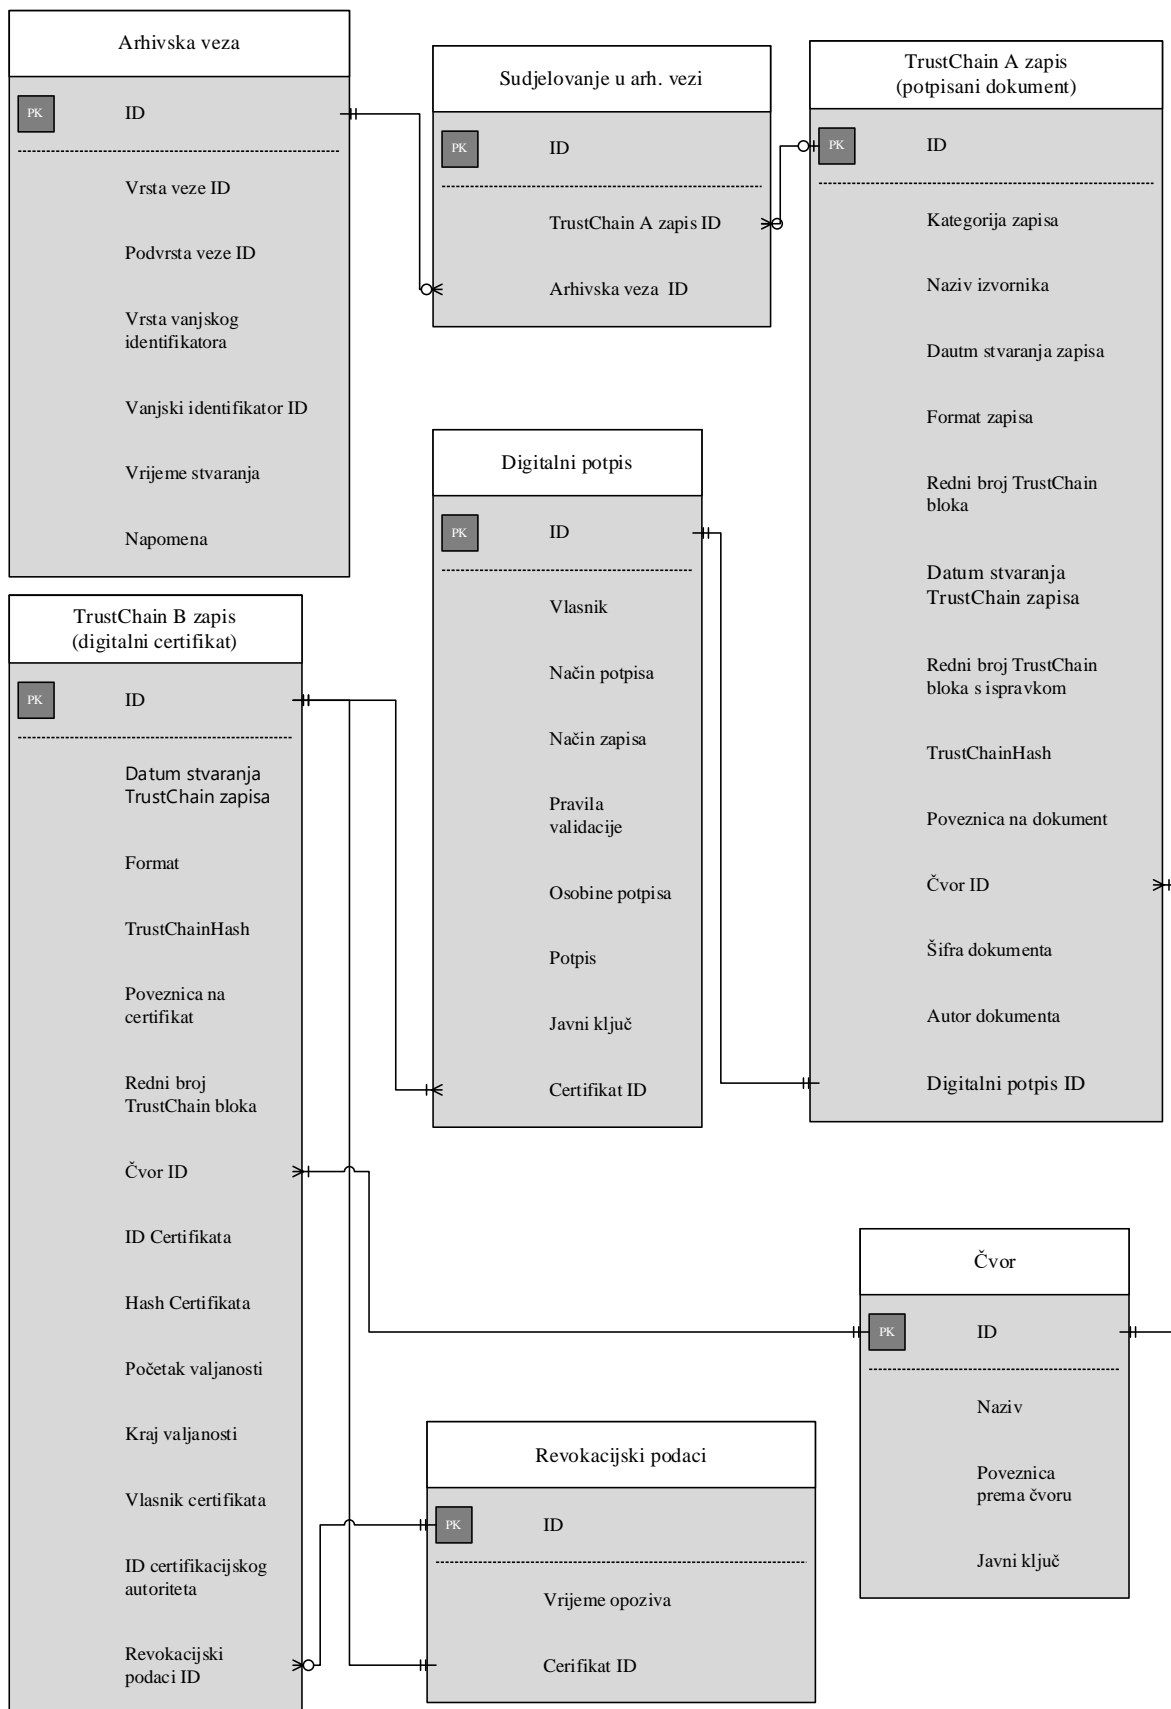 Arhivska veza
PK
ID
Vrsta veze ID
Podvrsta veze ID
Vrsta vanjskog
identifikatora
Vanjski identifikator ID
Vrijeme stvaranja
Napomena
Sudjelovanje u arh. vezi
PK
ID
TrustChain A zapis ID
Arhivska veza ID
TrustChain A zapis
(potpisani dokument)
PK
ID
Kategorija zapisa
Naziv izvornika
Dautm stvaranja zapisa
Format zapisa
Redni broj TrustChain
bloka
Datum stvaranja
TrustChain zapisa
Redni broj TrustChain
bloka s ispravkom
TrustChainHash
Poveznica na dokument
Čvor ID
Šifra dokumenta
Autor dokumenta
Digitalni potpis ID
Digitalni potpis
PK
ID
Vlasnik
Način potpisa
Način zapisa
Pravila
validacije
Osobine potpisa
Potpis
Javni ključ
Certifikat ID
TrustChain B zapis
(digitalni certifikat)
PK
ID
Datum stvaranja
TrustChain zapisa
Format
TrustChainHash
Poveznica na
certifikat
Redni broj
TrustChain bloka
Čvor ID
ID Certifikata
Hash Certifikata
Početak valjanosti
Kraj valjanosti
Vlasnik certifikata
ID certifikacijskog
autoriteta
Revokacijski
podaci ID
Čvor
PK
ID
Naziv
Poveznica
prema čvoru
Javni ključ
Revokacijski podaci
PK
ID
Vrijeme opoziva
Cerifikat ID